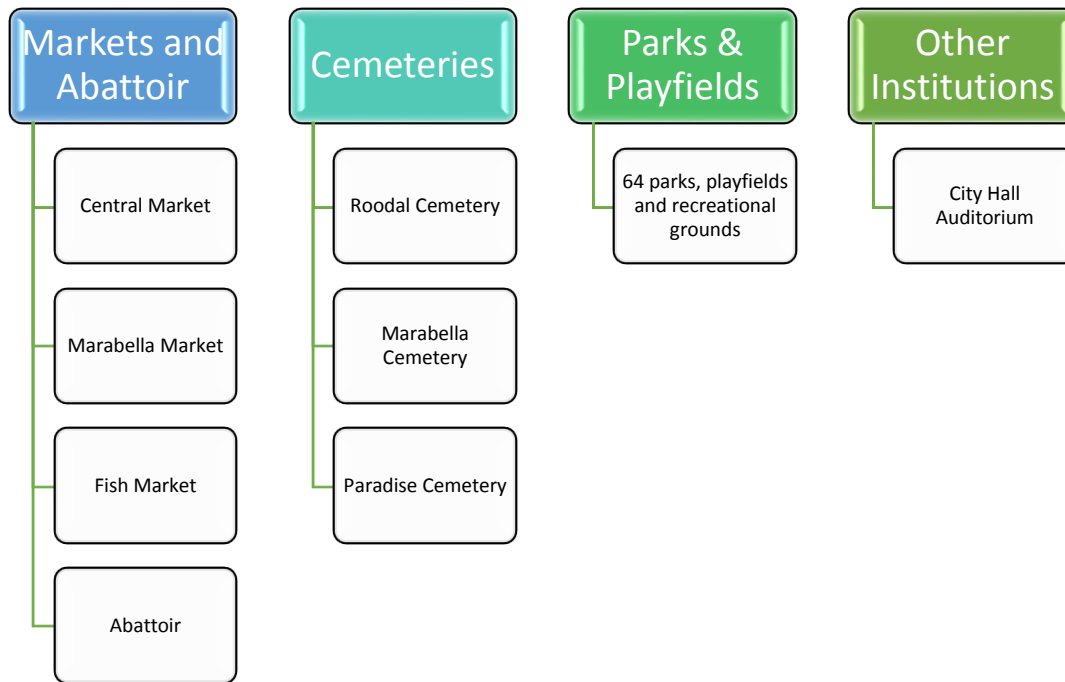 Markets and
Abattoir
Central Market
Marabella Market
Fish Market
Abattoir
Cemeteries
Roodal Cemetery
Marabella
Cemetery
Paradise Cemetery
Parks &
Playfields
64 parks, playfields
and recreational
grounds
Other
Institutions
City Hall
Auditorium